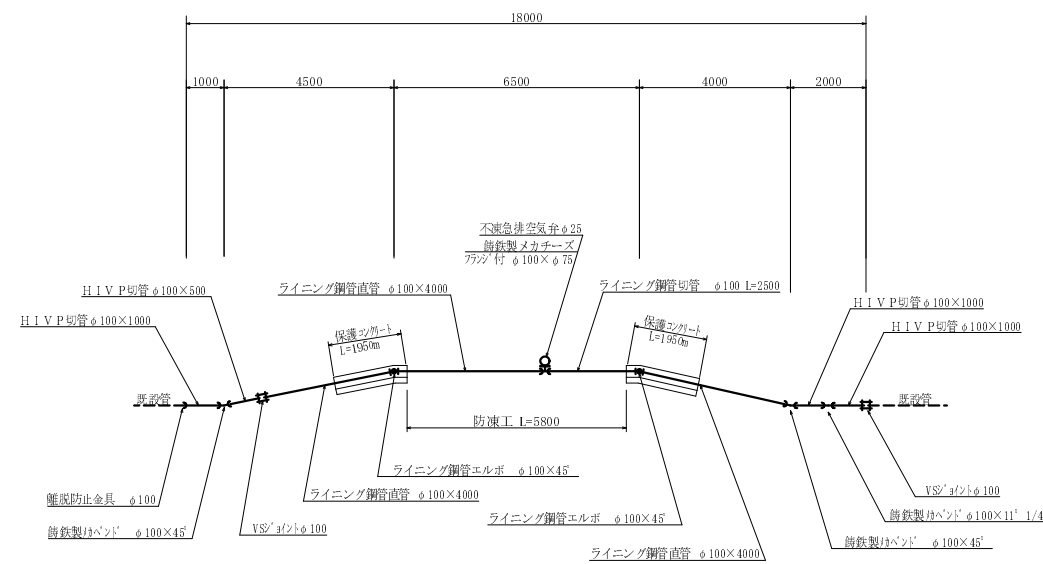 18000
1000
4500
6500
4000
2000
不凍急排空気弁φ25
鋳鉄製メカチーズ
フランジ付 φ100×φ75
HIVP切管φ100×500
ライニング鋼管直管 φ100×4000
ライニング鋼管切管 φ100 L=2500
HIVP切管φ100×1000
HIVP切管φ100×1000
HIVP切管φ100×1000
保護コンクリート
L=1950m
保護コンクリート
L=1950m
既設管
既設管
防凍工 L=5800
ライニング鋼管エルボ φ100×45°
ライニング鋼管直管 φ100×4000
離脱防止金具 φ100
VSジョイントφ100
鋳鉄製メカベンド φ100×45°
VSジョイントφ100
ライニング鋼管エルボ φ100×45°
鋳鉄製メカベンドφ100×11° 1/4
鋳鉄製メカベンド φ100×45°
ライニング鋼管直管 φ100×4000